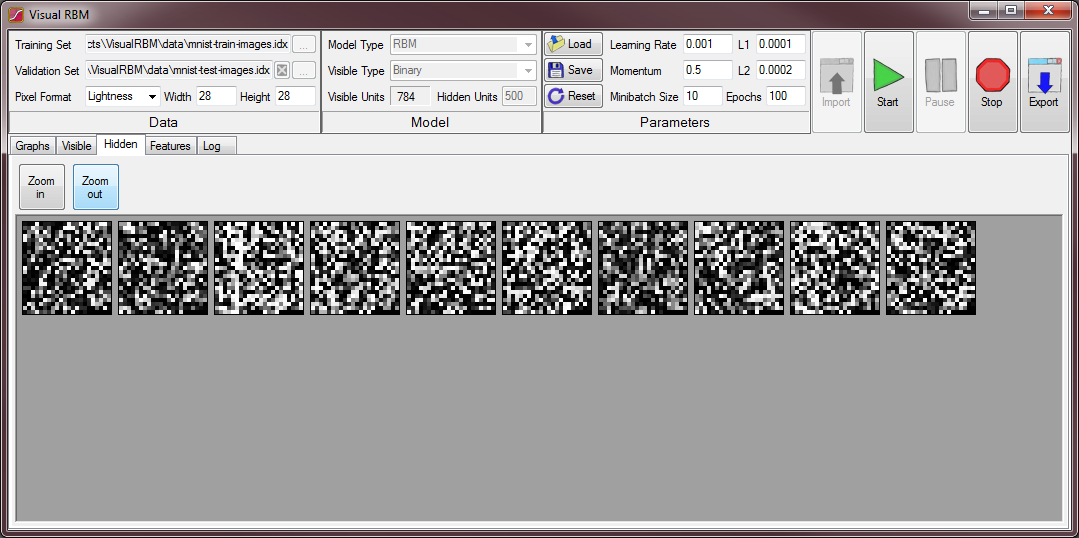 Visual RBM
Training Set :ts\VisualRBM\data\mnist-train-images.idx ...
Validation Set \VisualRBM\data\mnist-test-images.idx ...
Pixel Format Lightness Width 28 Height 28
Data
Model Type RBM
Visible Type Binary
Visible Units 784 Hidden Units 500
Model
Load Learning Rate 0.001 L1 0.0001
Save Momentum 0.5 L2 0.0002
Reset Minibatch Size 10 Epochs 100
Parameters
Import Start Pause Stop Export
Graphs Visible Hidden Features Log
Zoom in
Zoom out